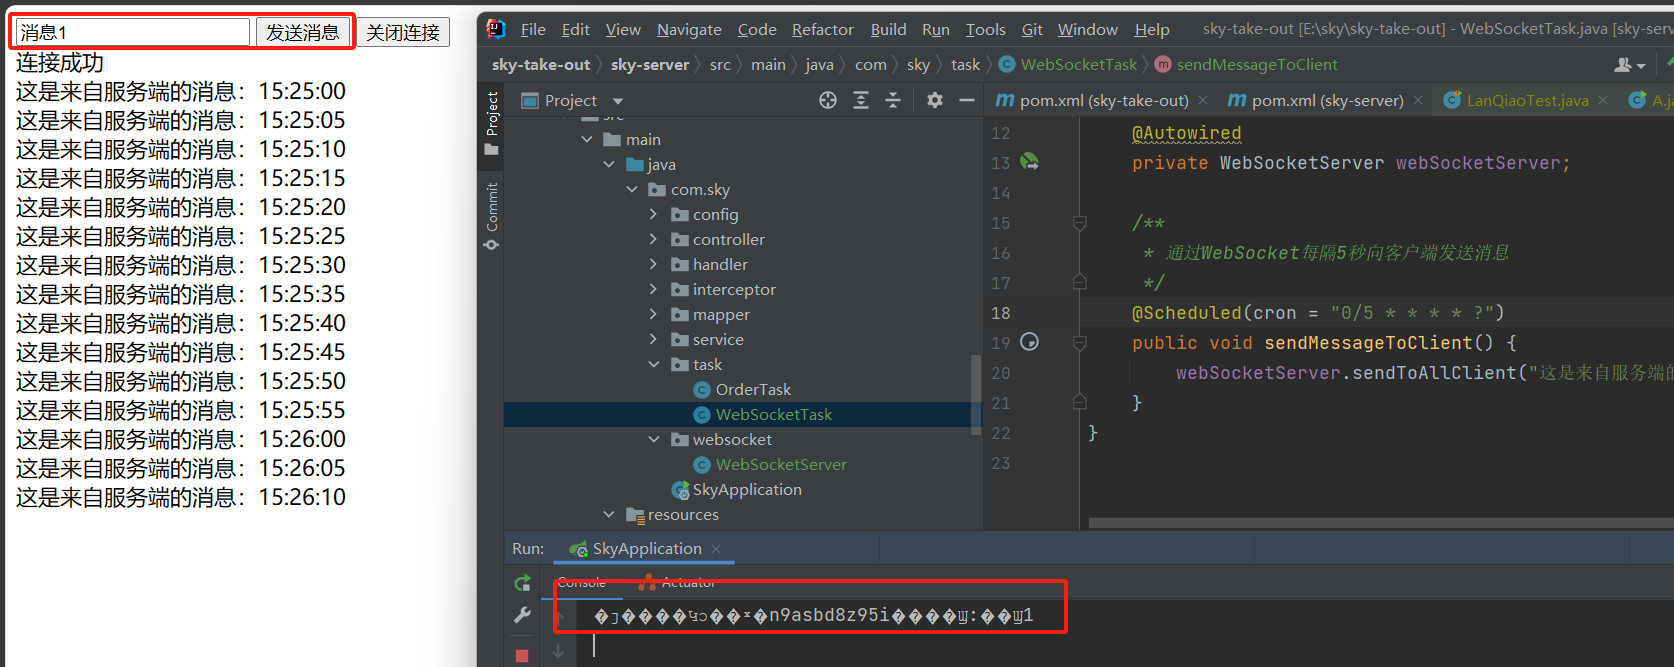 消息1 发送消息 关闭连接
连接成功
这是来自服务端的消息：15:25:00
这是来自服务端的消息：15:25:05
这是来自服务端的消息：15:25:10
这是来自服务端的消息：15:25:15
这是来自服务端的消息：15:25:20
这是来自服务端的消息：15:25:25
这是来自服务端的消息：15:25:30
这是来自服务端的消息：15:25:35
这是来自服务端的消息：15:25:40
这是来自服务端的消息：15:25:45
这是来自服务端的消息：15:25:50
这是来自服务端的消息：15:25:55
这是来自服务端的消息：15:26:00
这是来自服务端的消息：15:26:05
这是来自服务端的消息：15:26:10
File Edit View Navigate Code Refactor Build Run Tools Git Window Help sky-take-out [E:\sky\sky-take-out] - WebSocketTask.java [sky-serv
sky-take-out sky-server src main java com sky task WebSocketTask sendMessageToClient
Project
Commit
Project
src
main
java
com.sky
config
controller
handler
interceptor
mapper
service
task
OrderTask
WebSocketTask
websocket
WebSocketServer
SkyApplication
resources
pom.xml (sky-take-out) pom.xml (sky-server) LanQiaoTest.java A.ja
12 @Autowired
13 private WebSocketServer webSocketServer;
14
15 /**
16 * 通过WebSocket每隔5秒向客户端发送消息
17 */
18 @Scheduled(cron = "0/5 * * * * ?")
19 public void sendMessageToClient() {
20 webSocketServer.sendToAllClient("这是来自服务端的
21 }
22 }
23
Run: SkyApplication
Console Actuator
n9asbd8z95i